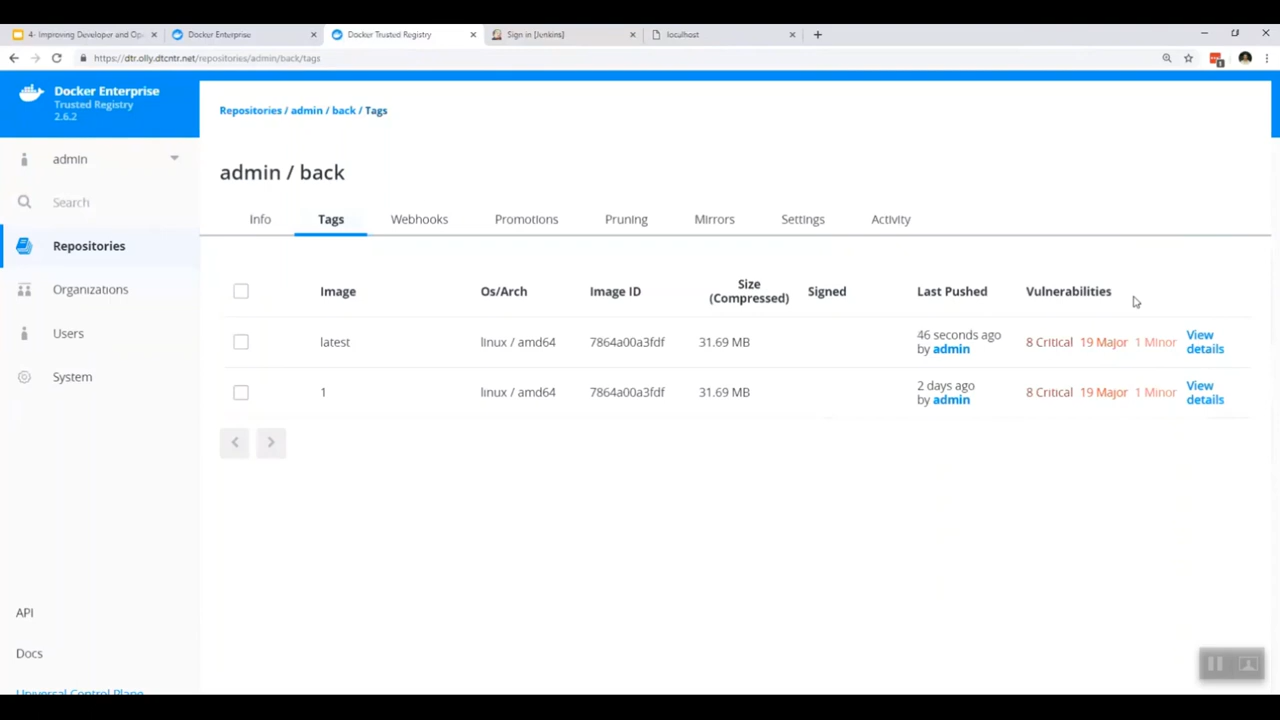 4- Improving Developer and Op
Docker Enterprise
Docker Trusted Registry
Sign in [Jenkins]
localhost
https://dtr.olly.dtcntr.net/repositories/admin/back/tags
Docker Enterprise
Trusted Registry
2.6.2
admin
Search
Repositories
Organizations
Users
System
API
Docs
Universal Control Plane
Repositories / admin / back / Tags
admin / back
Info Tags Webhooks Promotions Pruning Mirrors Settings Activity
Image Os/Arch Image ID Size (Compressed) Signed Last Pushed Vulnerabilities
latest linux / amd64 7864a00a3fdf 31.69 MB 46 seconds ago by admin 8 Critical 19 Major 1 Minor View details
1 linux / amd64 7864a00a3fdf 31.69 MB 2 days ago by admin 8 Critical 19 Major 1 Minor View details